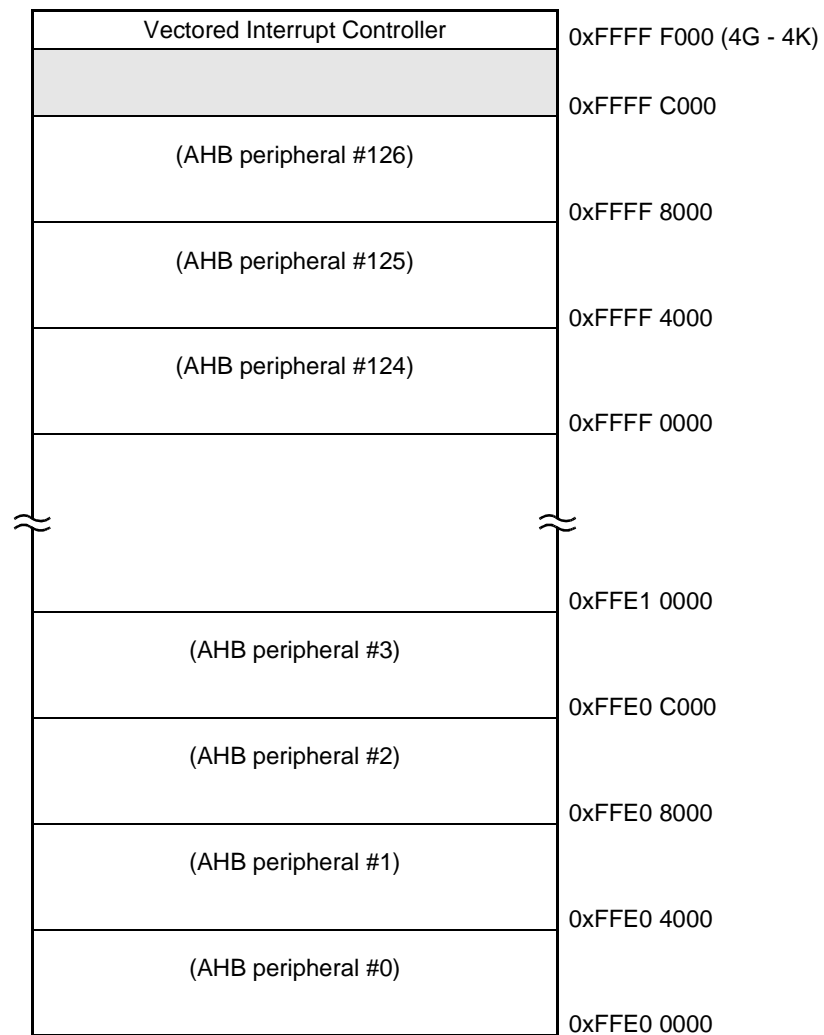 Vectored Interrupt Controller
0xFFFF F000 (4G - 4K)
0xFFFF C000
(AHB peripheral #126)
0xFFFF 8000
(AHB peripheral #125)
0xFFFF 4000
(AHB peripheral #124)
0xFFFF 0000
0xFFE1 0000
(AHB peripheral #3)
0xFFE0 C000
(AHB peripheral #2)
0xFFE0 8000
(AHB peripheral #1)
0xFFE0 4000
(AHB peripheral #0)
0xFFE0 0000